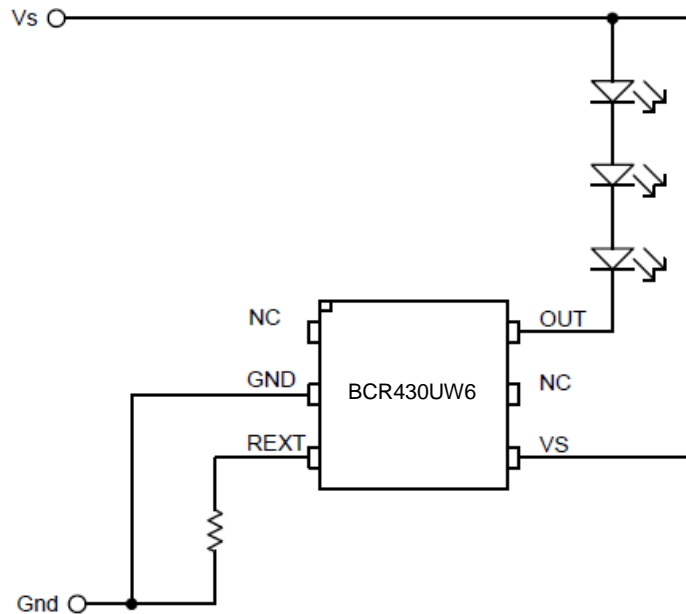 Vs
NC
OUT
GND
BCR430UW6
NC
REXT
VS
Gnd